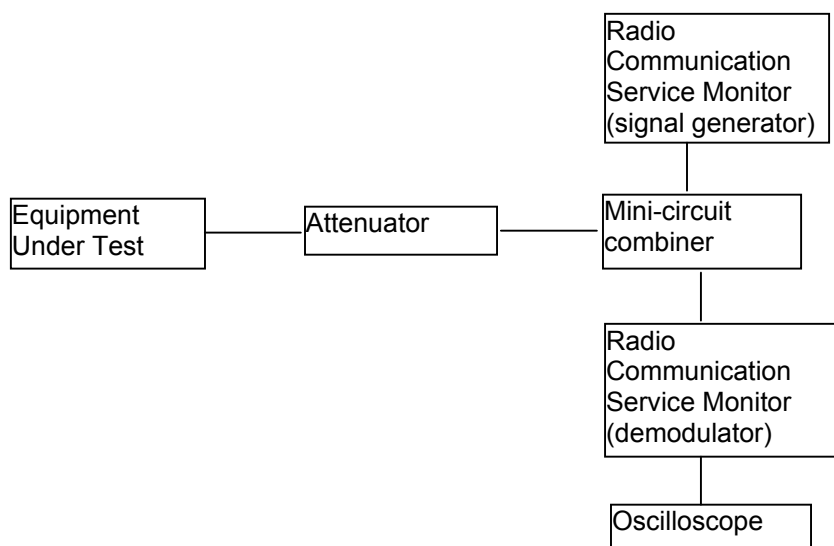 Radio
Communication
Service Monitor
(signal generator)
Equipment
Under Test
Attenuator
Mini-circuit
combiner
Radio
Communication
Service Monitor
(demodulator)
Oscilloscope